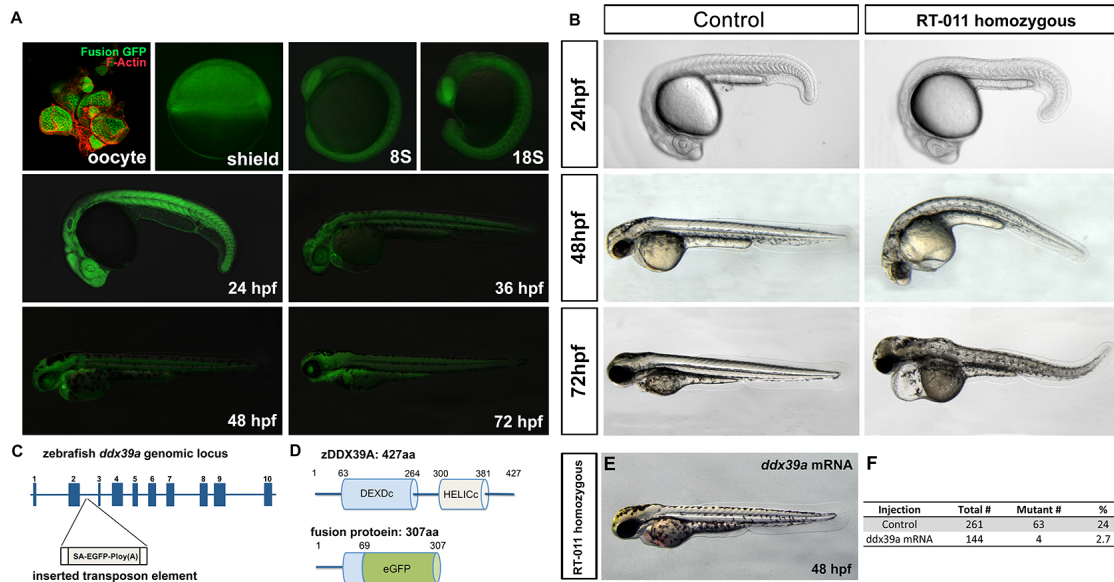 A
Fusion GFP
F-Actin
oocyte
shield
8S
18S
24 hpf
36 hpf
48 hpf
72 hpf
B
Control
RT-011 homozygous
24hpf
48hpf
72hpf
C
zebrafish ddx39a genomic locus
1 2 3 4 5 6 7 8 9 10
SA-EGFP-Ploy(A)
inserted transposon element
D
zDDX39A: 427aa
1 63 264 300 381 427
DEXDc HELICc
fusion protoein: 307aa
1 69 307
eGFP
RT-011 homozygous
E
ddx39a mRNA
48 hpf
F
Injection Total # Mutant # %
Control 261 63 24
ddx39a mRNA 144 4 2.7